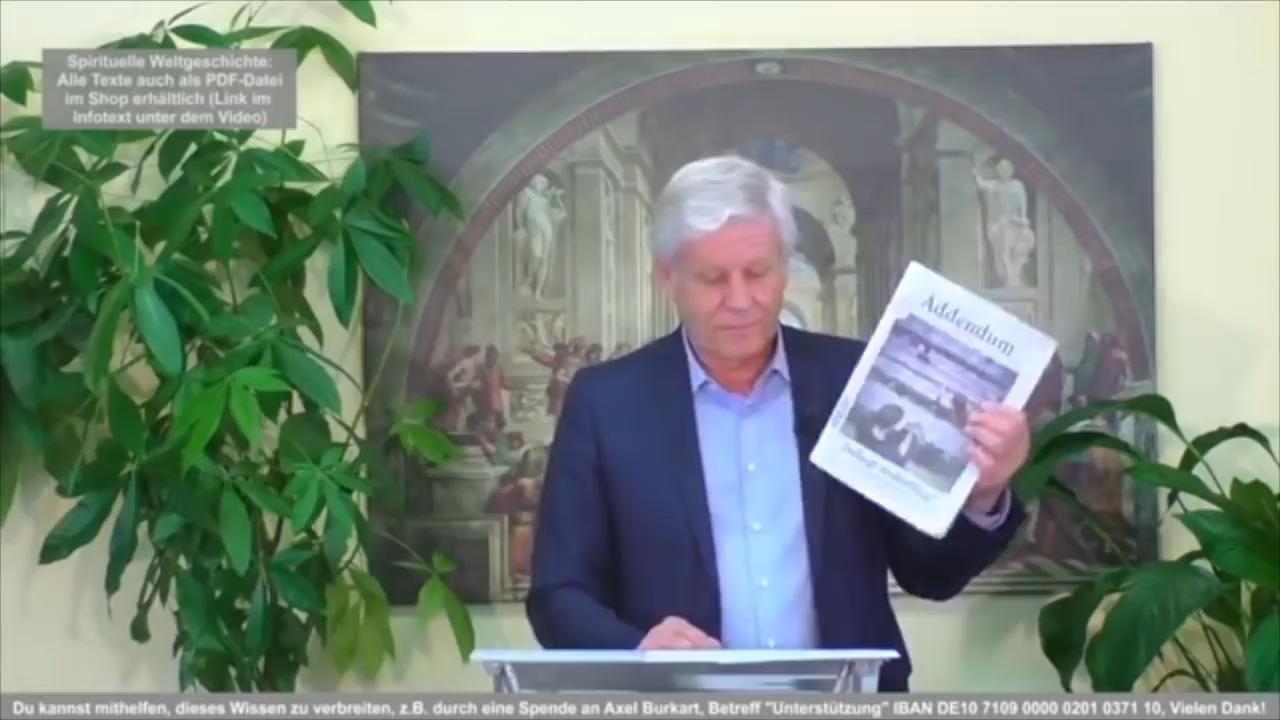 Spirituelle Weltgeschichte:
Alle Texte auch als PDF-Datei
im Shop erhältlich (Link im
Infotext unter dem Video)
Addendum
Du kannst mithelfen, dieses Wissen zu verbreiten, z.B. durch eine Spende an Axel Burkart, Betreff "Unterstützung" IBAN DE10 7109 0000 0201 0371 10, Vielen Dank!